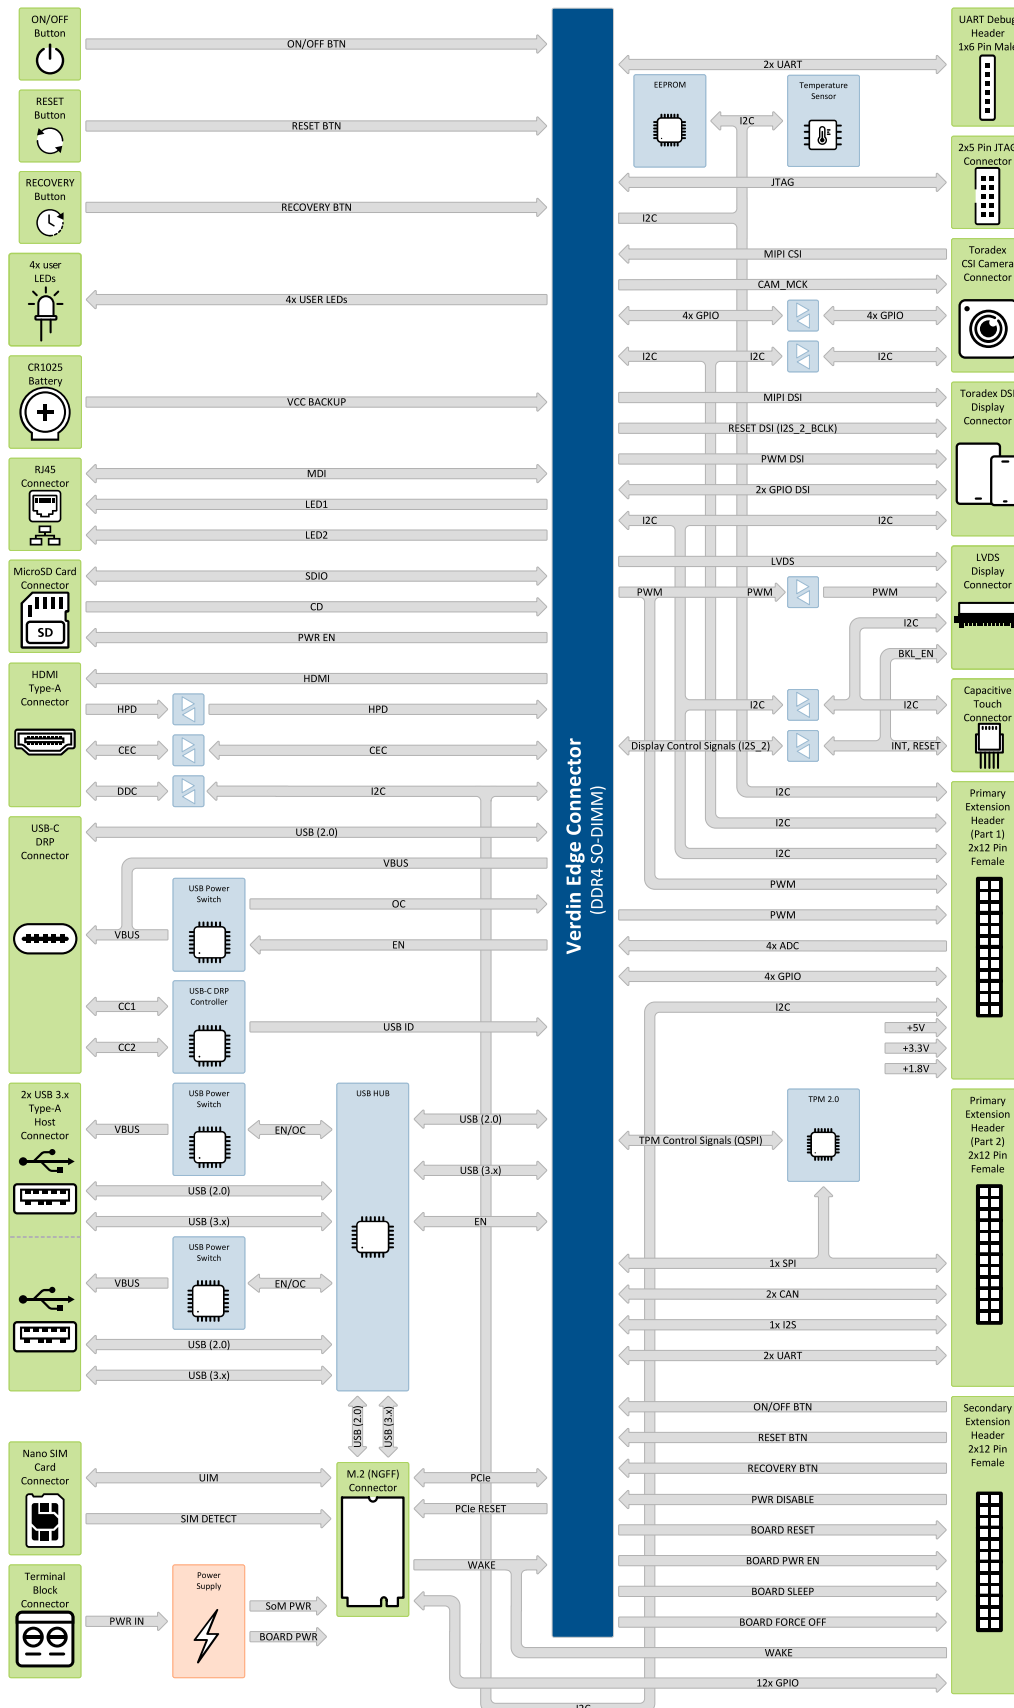 ON/OFF
Button
ON/OFF BTN
RESET
Button
RESET BTN
RECOVERY
Button
RECOVERY BTN
4x user
LEDs
4x USER LEDs
CR1025
Battery
VCC BACKUP
RJ45
Connector
MDI
LED1
LED2
MicroSD Card
Connector
SD
SDIO
CD
PWR EN
HDMI
Type-A
Connector
HDMI
HPD
HPD
CEC
CEC
DDC
I2C
USB-C
DRP
Connector
USB (2.0)
VBUS
USB Power
Switch
OC
VBUS
EN
USB-C DRP
Controller
CC1
USB ID
CC2
2x USB 3.x
Type-A
Host
Connector
USB Power
Switch
USB HUB
VBUS
EN/OC
USB (2.0)
USB (3.x)
USB (2.0)
USB (3.x)
EN
USB Power
Switch
VBUS
EN/OC
USB (2.0)
USB (3.x)
USB (2.0)
USB (3.x)
Nano SIM
Card
Connector
UIM
SIM DETECT
M.2 (NGFF)
Connector
PCIe
PCIe RESET
WAKE
Terminal
Block
Connector
PWR IN
Power
Supply
SoM PWR
BOARD PWR
Verdin Edge Connector
(DDR4 SO-DIMM)
UART Debug
Header
1x6 Pin Male
2x UART
EEPROM
Temperature
Sensor
I2C
2x5 Pin JTAG
Connector
JTAG
I2C
Toradex
CSI Camera
Connector
MIPI CSI
CAM_MCK
4x GPIO
4x GPIO
I2C
I2C
I2C
Toradex DSI
Display
Connector
MIPI DSI
RESET DSI (I2S_2_BCLK)
PWM DSI
2x GPIO DSI
I2C
I2C
LVDS
Display
Connector
LVDS
PWM
PWM
PWM
I2C
BKL_EN
Capacitive
Touch
Connector
I2C
I2C
Display Control Signals (I2S_2)
INT, RESET
Primary
Extension
Header
(Part 1)
2x12 Pin
Female
I2C
I2C
I2C
PWM
PWM
4x ADC
4x GPIO
I2C
+5V
+3.3V
+1.8V
TPM 2.0
TPM Control Signals (QSPI)
Primary
Extension
Header
(Part 2)
2x12 Pin
Female
1x SPI
2x CAN
1x I2S
2x UART
Secondary
Extension
Header
2x12 Pin
Female
ON/OFF BTN
RESET BTN
RECOVERY BTN
PWR DISABLE
BOARD RESET
BOARD PWR EN
BOARD SLEEP
BOARD FORCE OFF
WAKE
12x GPIO
I2C